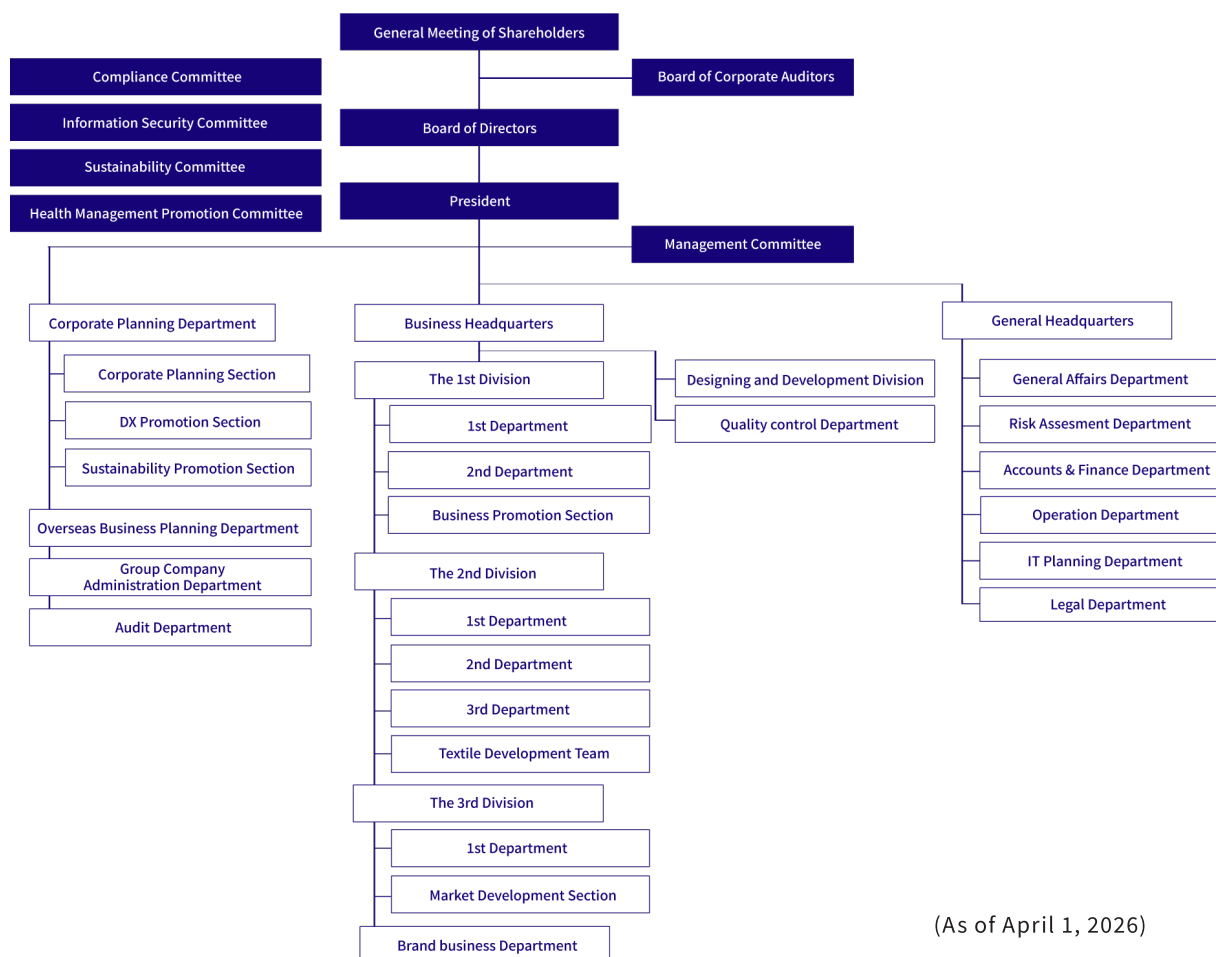 General Meeting of Shareholders
Compliance Committee
Board of Corporate Auditors
Information Security Committee
Board of Directors
Sustainability Committee
President
Health Management Promotion Committee
Management Committee
Corporate Planning Department
Corporate Planning Section
DX Promotion Section
Sustainability Promotion Section
Overseas Business Planning Department
Group Company
Administration Department
Audit Department
Business Headquarters
The 1st Division
1st Department
2nd Department
Business Promotion Section
The 2nd Division
1st Department
2nd Department
3rd Department
Textile Development Team
The 3rd Division
1st Department
Market Development Section
Brand business Department
Designing and Development Division
Quality control Department
General Headquarters
General Affairs Department
Risk Assesment Department
Accounts & Finance Department
Operation Department
IT Planning Department
Legal Department
(As of April 1, 2026)